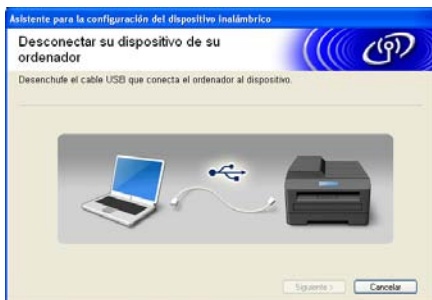 Asistente para la configuración del dispositivo inalámbrico
Desconectar su dispositivo de su
ordenador
Desenchufe el cable USB que conecta el ordenador al dispositivo.
Siguiente >
Cancelar